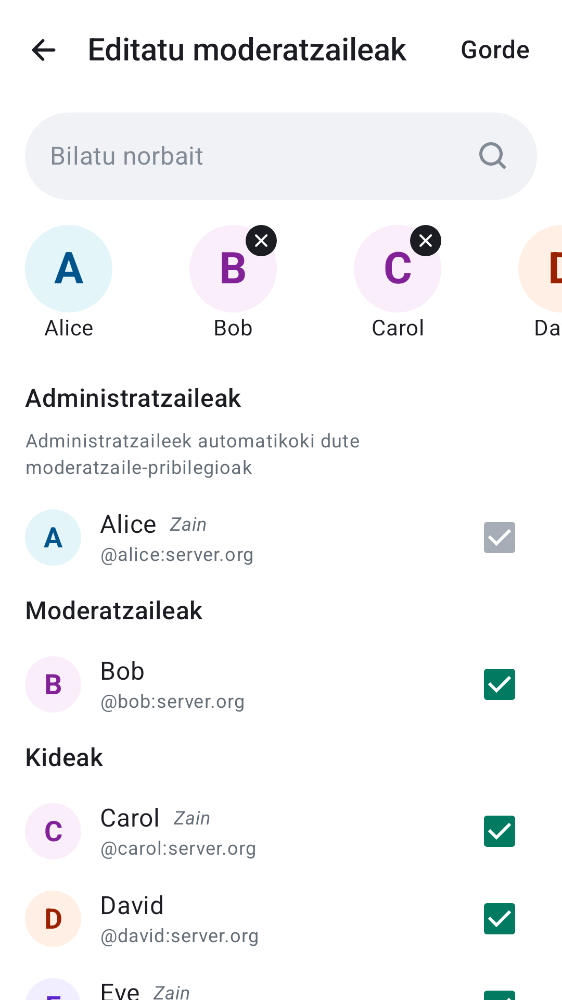 Editatu moderatzaileak Gorde
Bilatu norbait
A B C D
Alice Bob Carol Da
Administratzaileak
Administratzaileek automatikoki dute
moderatzaile-pribilegioak
A Alice Zain
@alice:server.org
Moderatzaileak
B Bob
@bob:server.org
Kideak
C Carol Zain
@carol:server.org
D David
@david:server.org
E Eve Zain